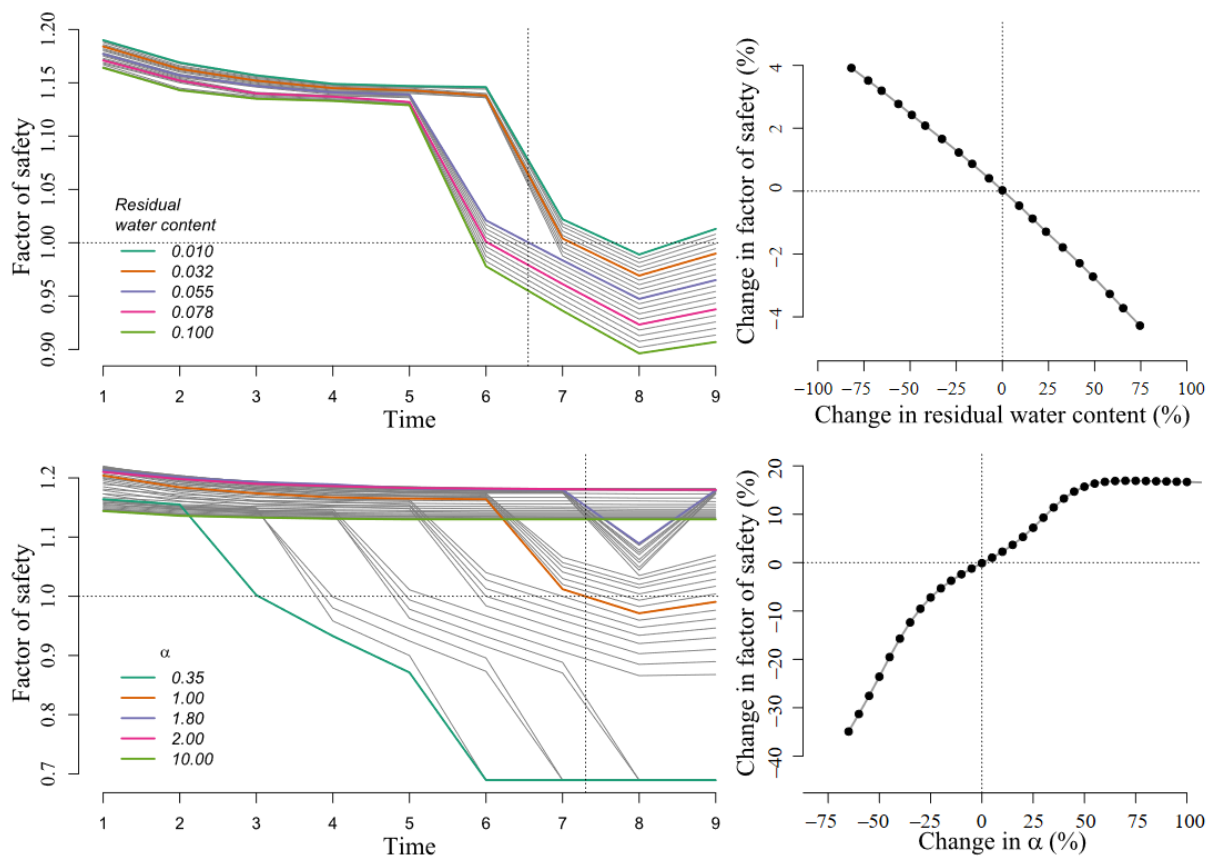 1.20
1.15
1.10
1.05
1.00
0.95
0.90
Factor of safety
Residual
water content
0.010
0.032
0.055
0.078
0.100
1 2 3 4 5 6 7 8 9
Time
4
2
0
−2
−4
Change in factor of safety (%)
−100 −75 −50 −25 0 25 50 75 100
Change in residual water content (%)
1.2
1.1
1.0
0.9
0.8
0.7
Factor of safety
α
0.35
1.00
1.80
2.00
10.00
1 2 3 4 5 6 7 8 9
Time
20
10
0
−10
−20
−30
−40
Change in factor of safety (%)
−75 −50 −25 0 25 50 75 100
Change in α (%)